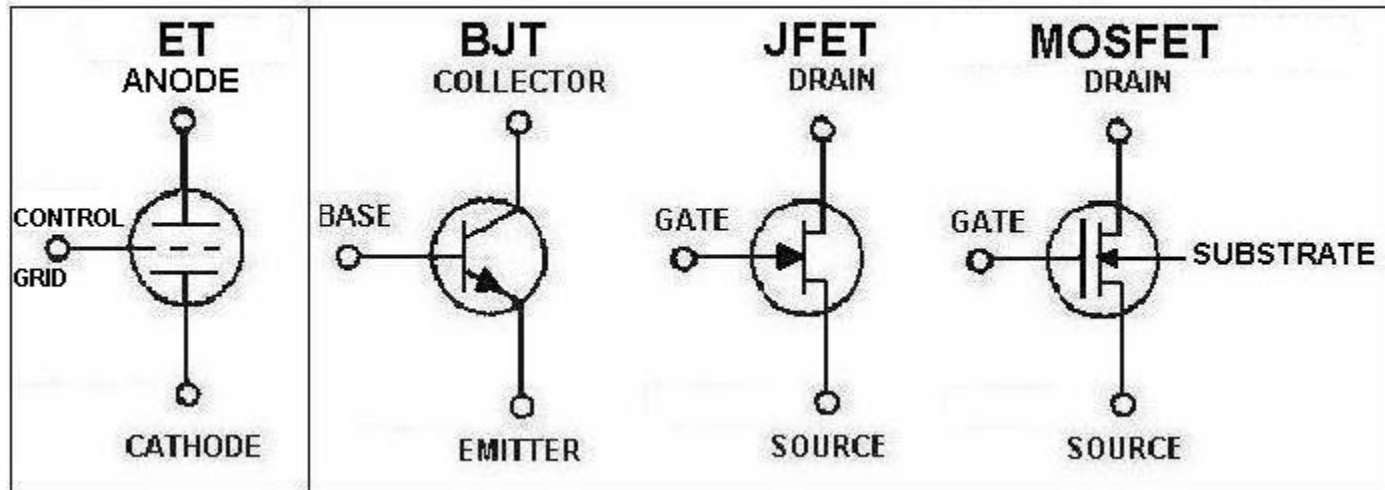 ET
ANODE
CONTROL
GRID
CATHODE
BJT
COLLECTOR
BASE
EMITTER
JFET
DRAIN
GATE
SOURCE
MOSFET
DRAIN
GATE
SUBSTRATE
SOURCE